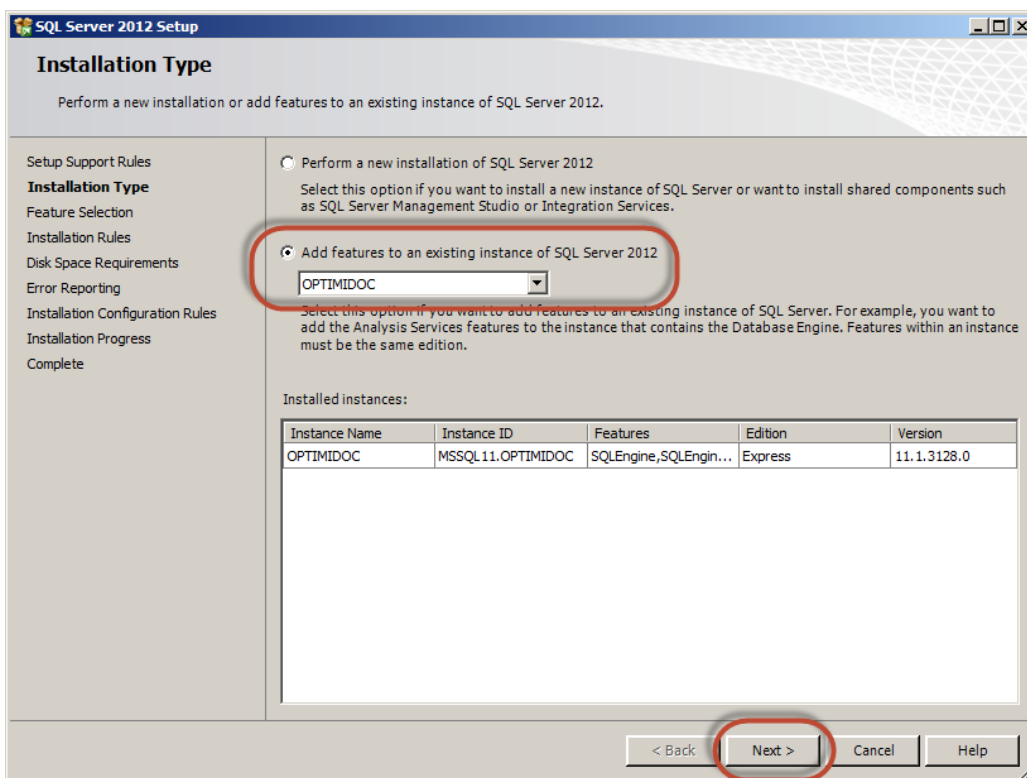 SQL Server 2012 Setup
Installation Type
Perform a new installation or add features to an existing instance of SQL Server 2012.
Setup Support Rules
Installation Type
Feature Selection
Installation Rules
Disk Space Requirements
Error Reporting
Installation Configuration Rules
Installation Progress
Complete
Perform a new installation of SQL Server 2012
Select this option if you want to install a new instance of SQL Server or want to install shared components such
as SQL Server Management Studio or Integration Services.
Add features to an existing instance of SQL Server 2012
OPTIMIDOC
Select this option if you want to add features to an existing instance of SQL Server. For example, you want to
add the Analysis Services features to the instance that contains the Database Engine. Features within an instance
must be the same edition.
Installed instances:
Instance Name Instance ID Features Edition Version
OPTIMIDOC MSSQL11.OPTIMIDOC SQLEngine,SQLEngin... Express 11.1.3128.0
< Back Next > Cancel Help